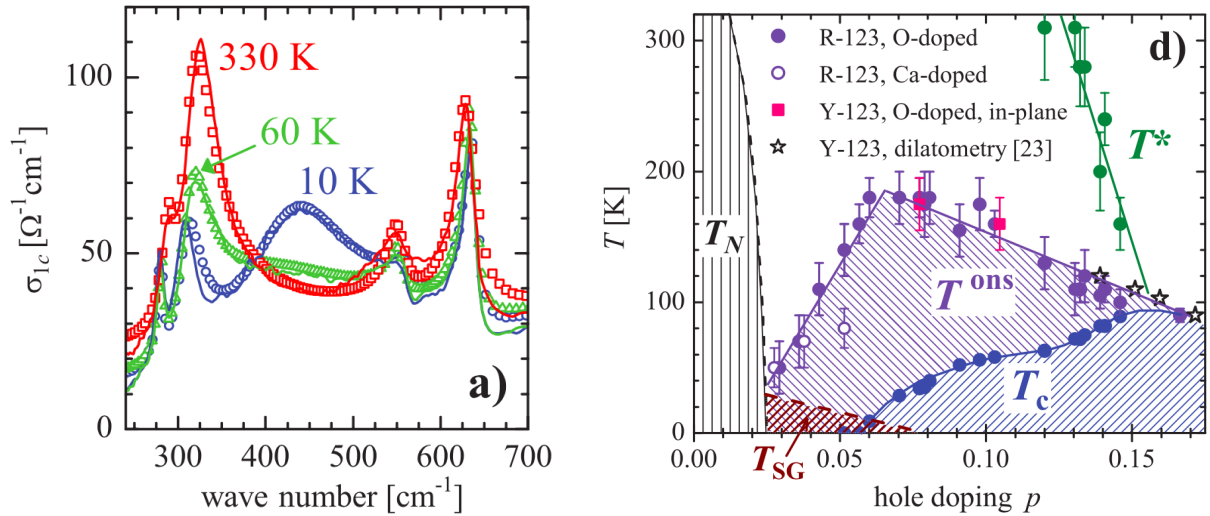 330 K
60 K
10 K
a)
σ1c [Ω⁻¹cm⁻¹]
100
50
0
300 400 500 600 700
wave number [cm⁻¹]
d)
R-123, O-doped
R-123, Ca-doped
Y-123, O-doped, in-plane
Y-123, dilatometry [23]
T*
TN
T ons
Tc
TSG
T [K]
300
200
100
0
0.00 0.05 0.10 0.15
hole doping p